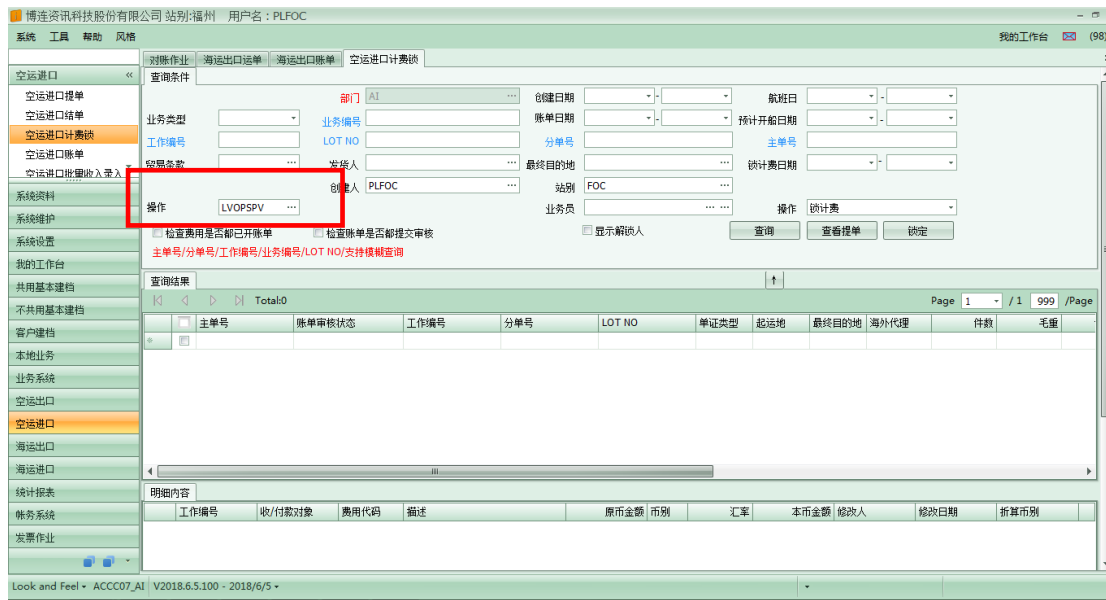 博连资讯科技股份有限公司 站别:福州 用户名：PLFOC
系统 工具 帮助 风格 我的工作台 (98)
对账作业 海运出口运单 海运出口账单 空运进口计费锁
空运进口 «
空运进口提单
空运进口结单
空运进口计费锁
空运进口账单
空运进口批量收入录入
系统资料
系统维护
系统设置
我的工作台
共用基本建档
不共用基本建档
客户建档
本地业务
业务系统
空运出口
空运进口
海运出口
海运进口
统计报表
帐务系统
发票作业
查询条件
部门 AI ... 创建日期 - 航班日 -
业务类型 业务编号 账单日期 - 预计开船日期 -
工作编号 LOT NO 分单号 主单号
贸易条款 ... 发货人 ... 最终目的地 ... 锁计费日期 -
创建人 PLFOC ... 站别 FOC ...
操作 LVOPSPV ... 业务员 ... ... 操作 锁计费
检查费用是否都已开账单 检查账单是否都提交审核 显示解锁人 查询 查看提单 锁定
主单号/分单号/工作编号/业务编号/LOT NO/支持模糊查询
查询结果
Total:0 Page 1 / 1 999 /Page
主单号 账单审核状态 工作编号 分单号 LOT NO 单证类型 起运地 最终目的地 海外代理 件数 毛重
明细内容
工作编号 收/付款对象 费用代码 描述 原币金额 币别 汇率 本币金额 修改人 修改日期 折算币别
Look and Feel ACCC07_AI V2018.6.5.100 - 2018/6/5